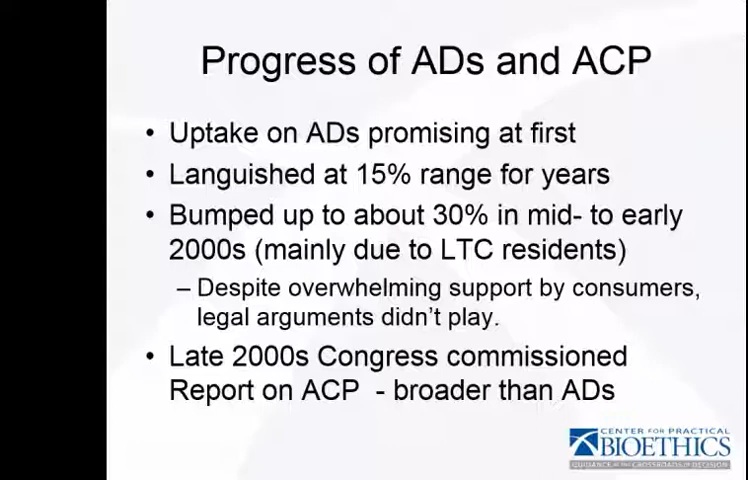 Progress of ADs and ACP
• Uptake on ADs promising at first
• Languished at 15% range for years
• Bumped up to about 30% in mid- to early
2000s (mainly due to LTC residents)
– Despite overwhelming support by consumers,
legal arguments didn't play.
• Late 2000s Congress commissioned
Report on ACP - broader than ADs
CENTER FOR PRACTICAL
BIOETHICS
GUIDANCE AT THE CROSSROADS OF DECISION